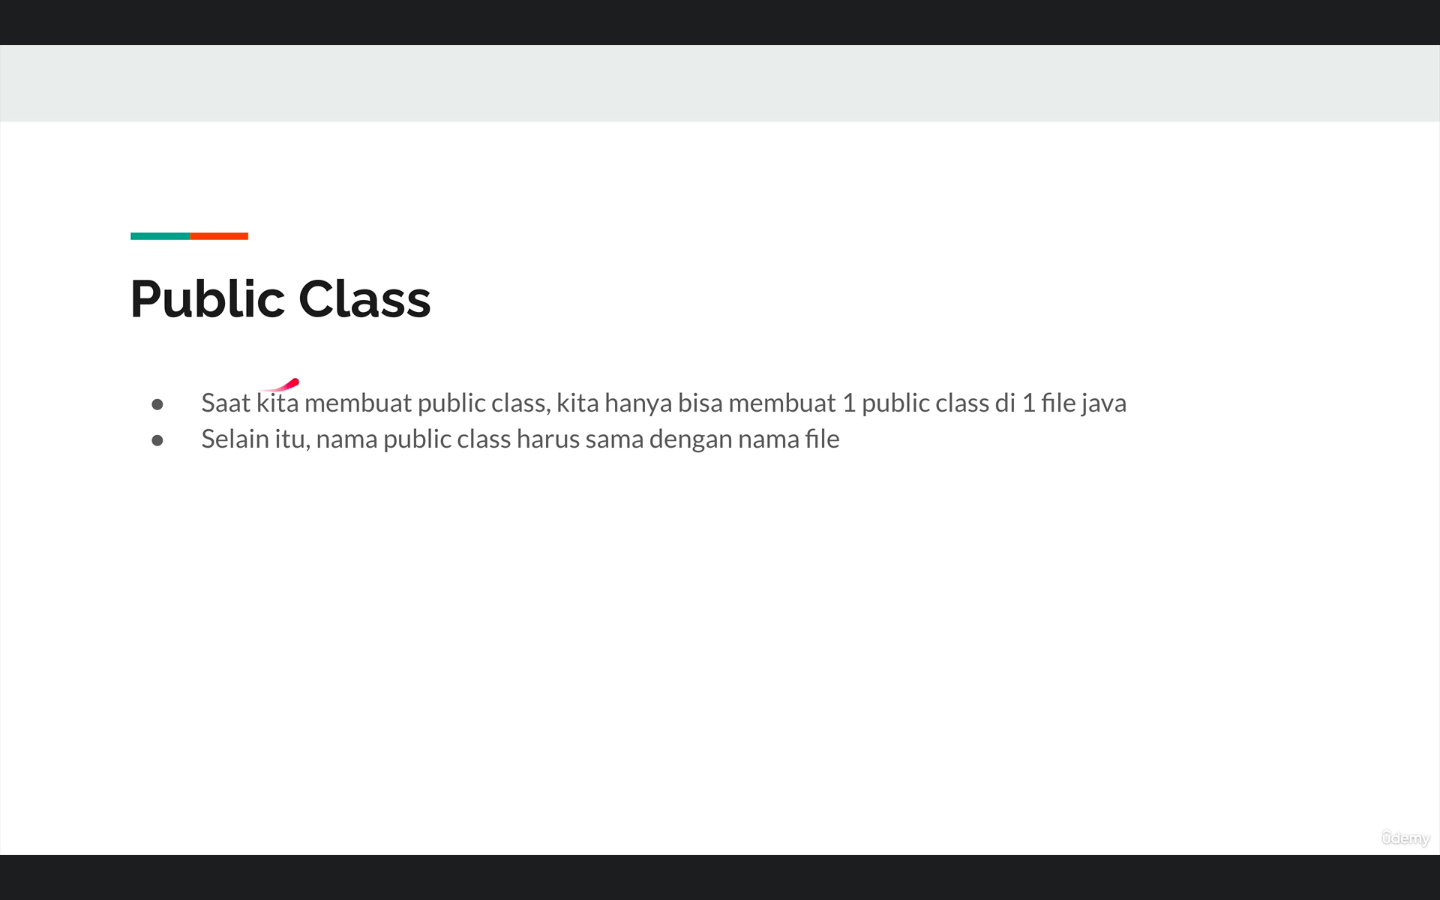 Public Class
● Saat kita membuat public class, kita hanya bisa membuat 1 public class di 1 file java
● Selain itu, nama public class harus sama dengan nama file
ûdemy